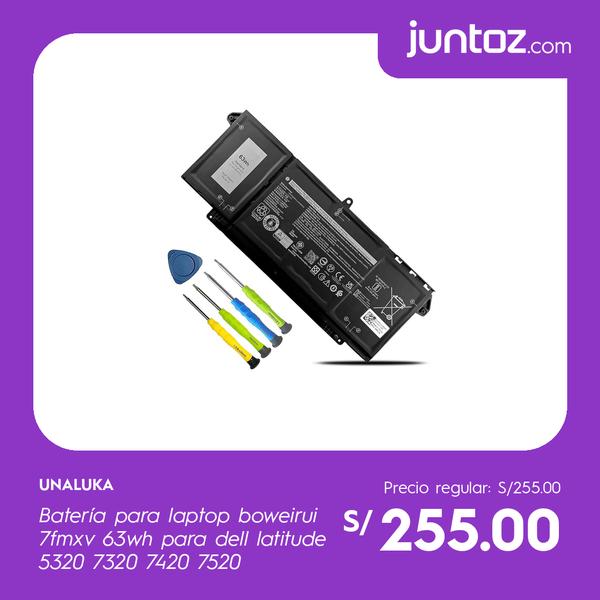 juntoz.com
63Wh
UNALUKA
Batería para laptop boweirui
7fmxv 63wh para dell latitude
5320 7320 7420 7520
Precio regular: S/255.00
S/ 255.00